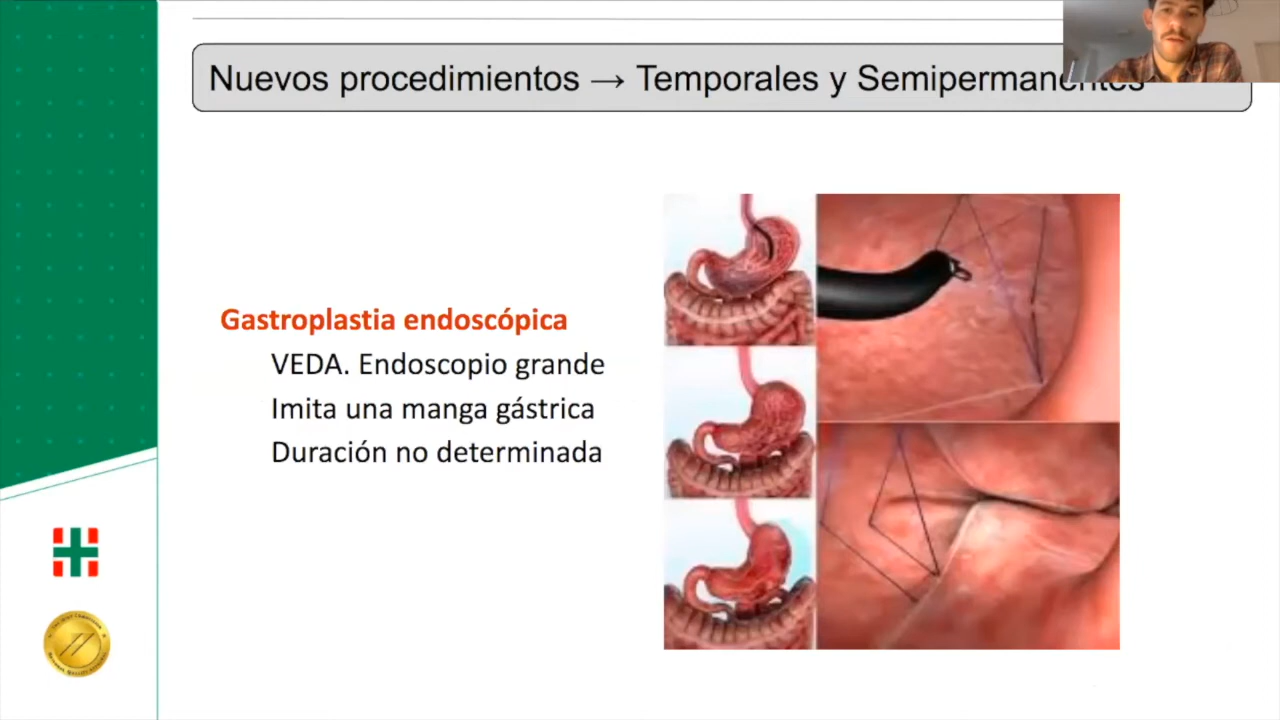 Nuevos procedimientos → Temporales y Semipermanentes
Gastroplastia endoscópica
VEDA. Endoscopio grande
Imita una manga gástrica
Duración no determinada